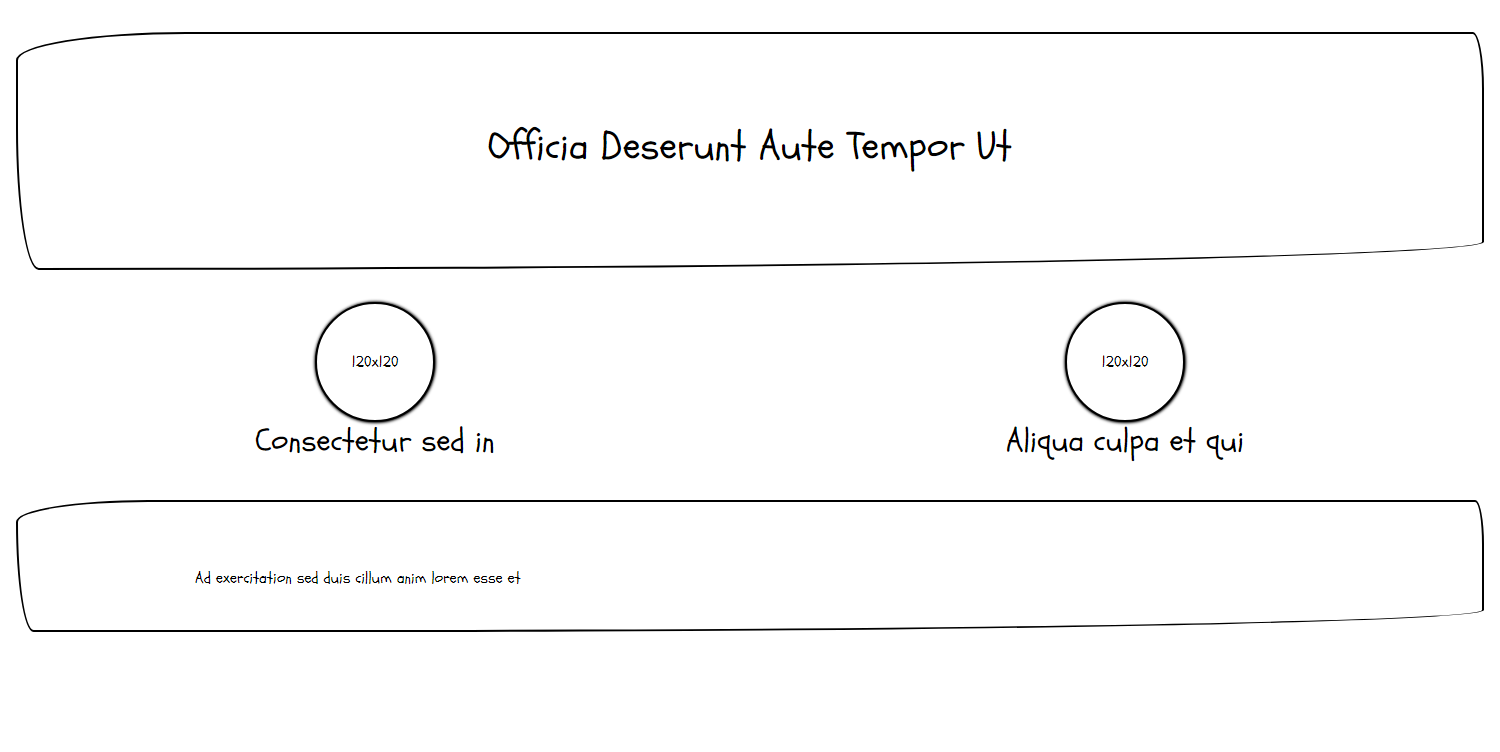 Officia Deserunt Aute Tempor Ut
120x120
120x120
Consectetur sed in
Aliqua culpa et qui
Ad exercitation sed duis cillum anim lorem esse et